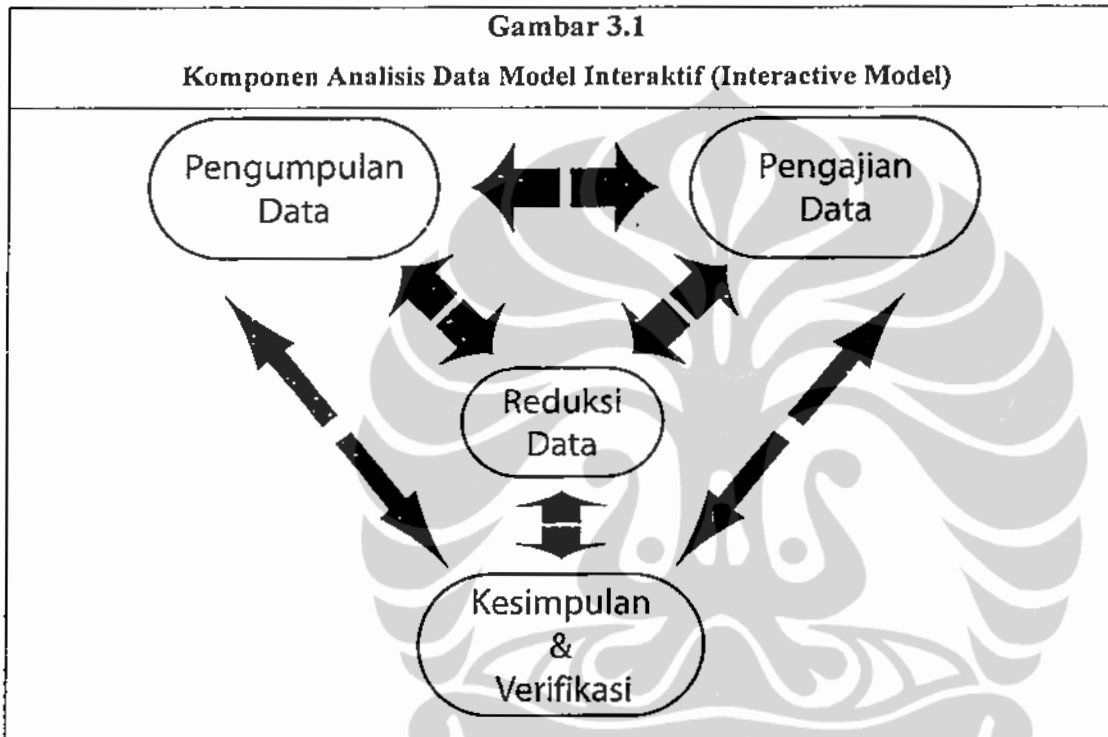 Gambar 3.1
Komponen Analisis Data Model Interaktif (Interactive Model)
Pengumpulan
Data
Pengajian
Data
Reduksi
Data
Kesimpulan
&
Verifikasi